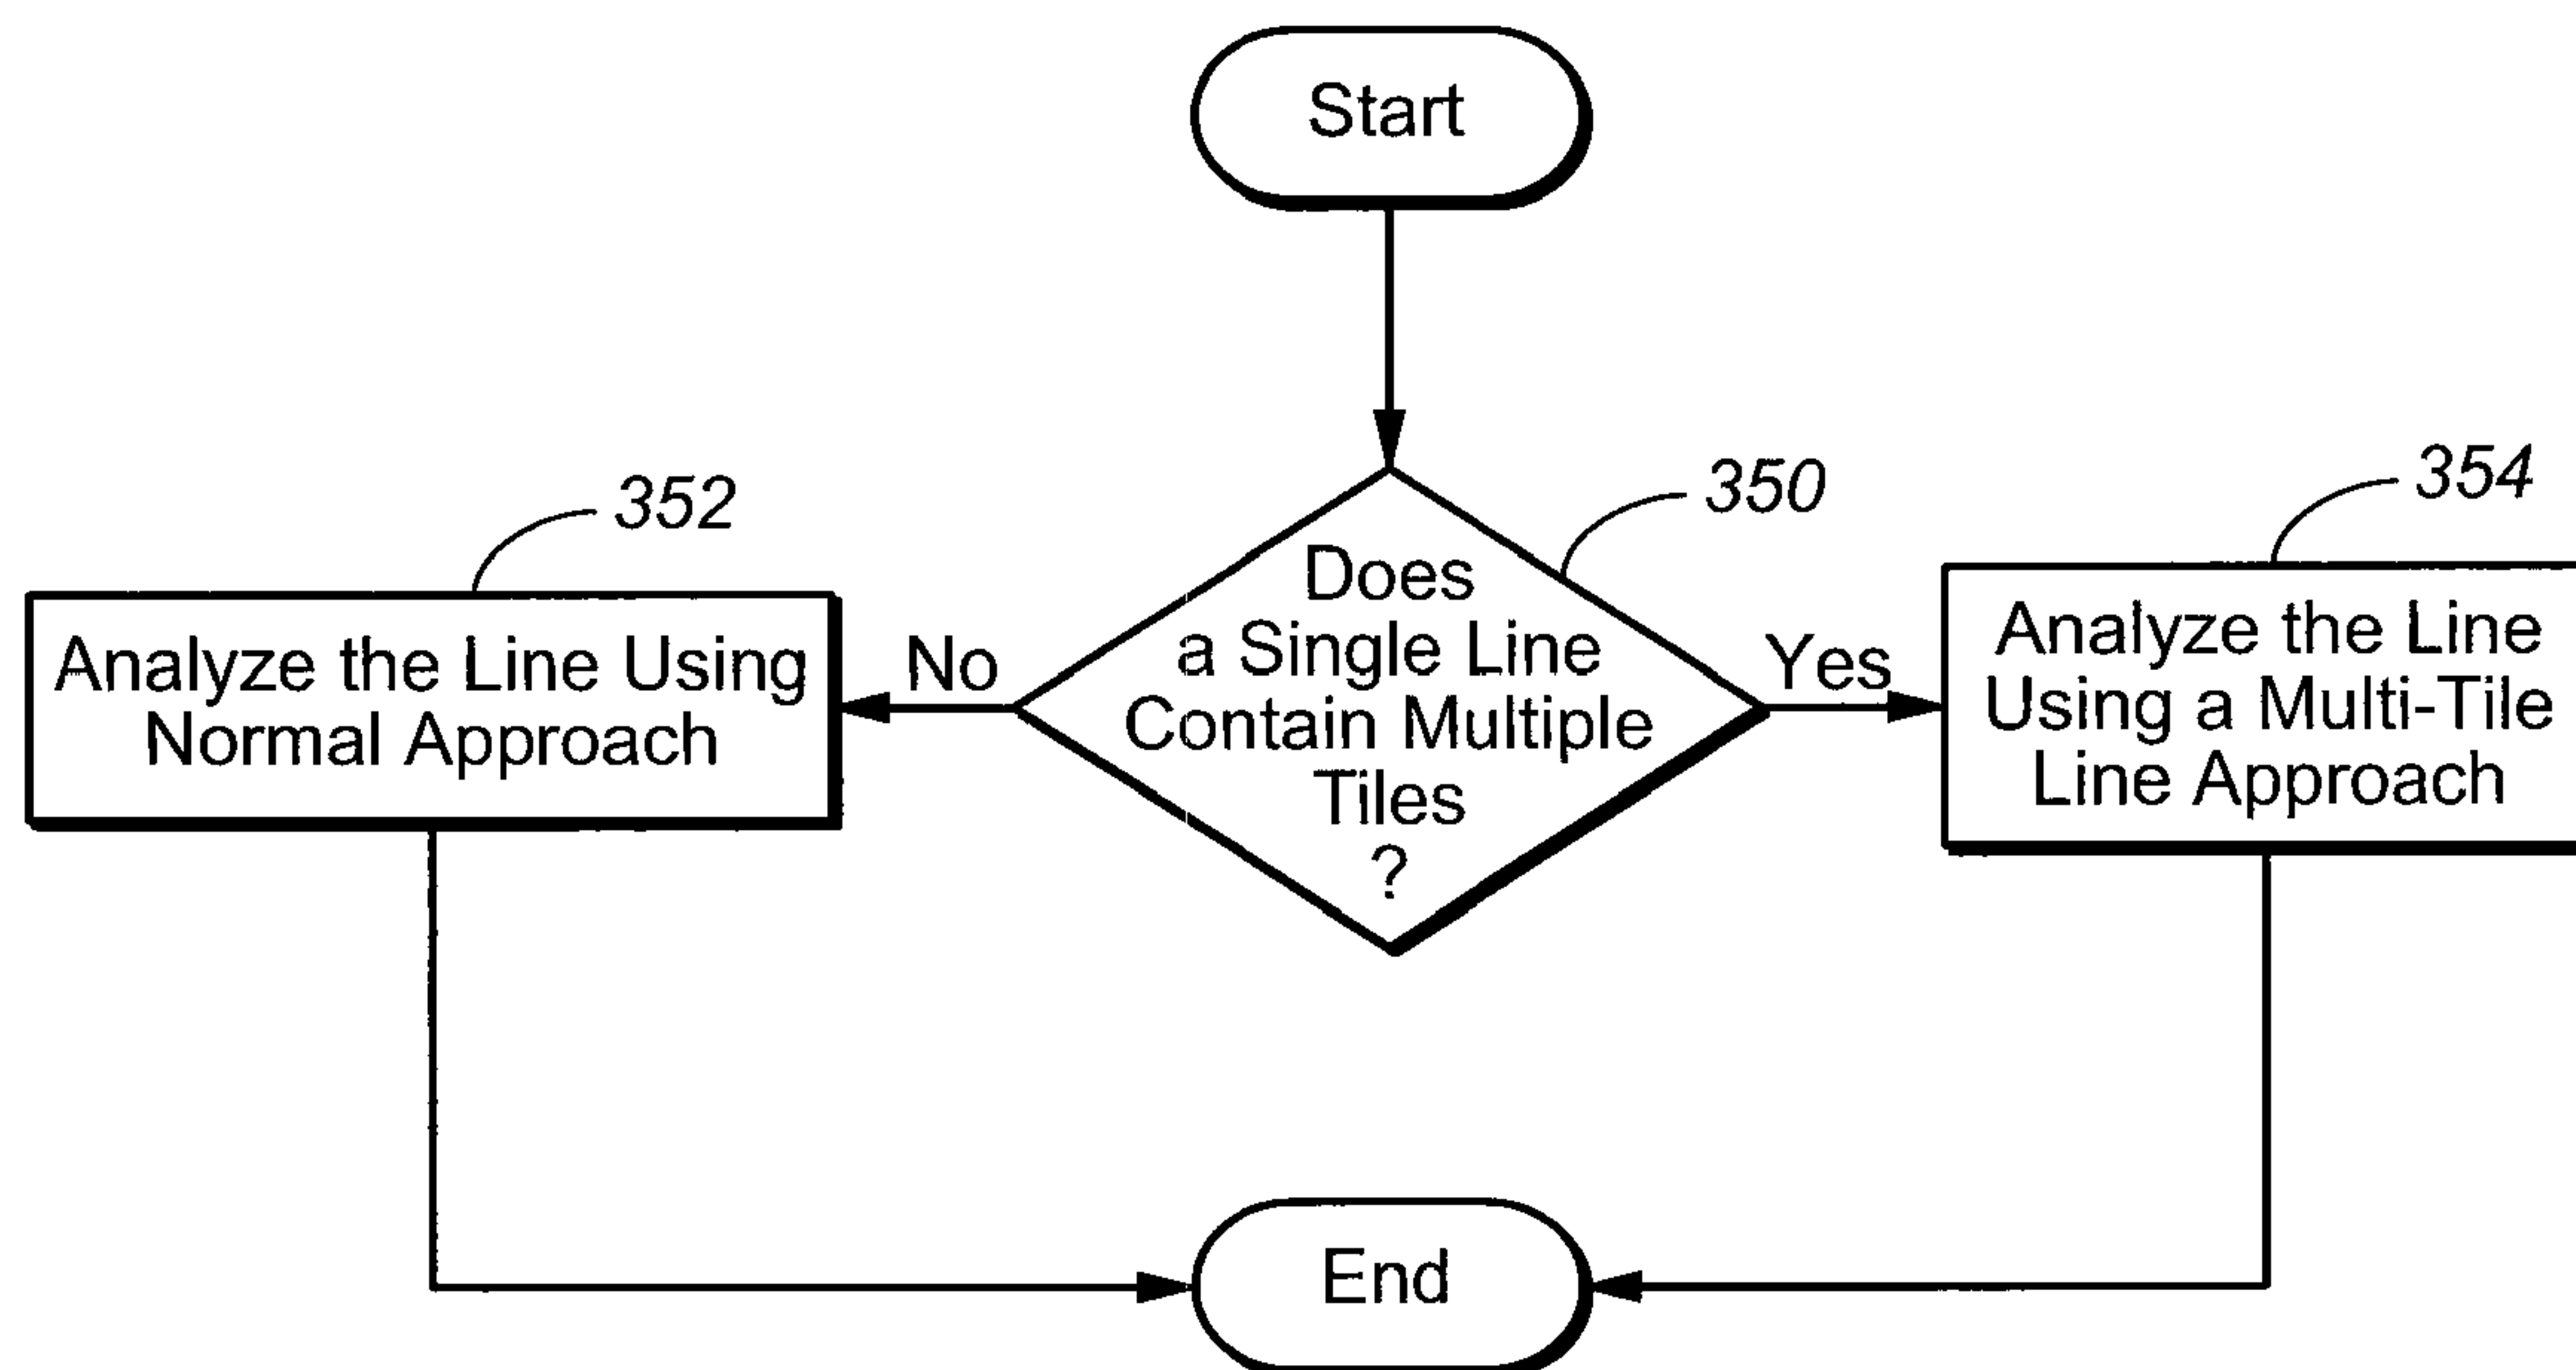 Start
350
Does
a Single Line
Contain Multiple
Tiles
?
No
352
Analyze the Line Using
Normal Approach
Yes
354
Analyze the Line
Using a Multi-Tile
Line Approach
End